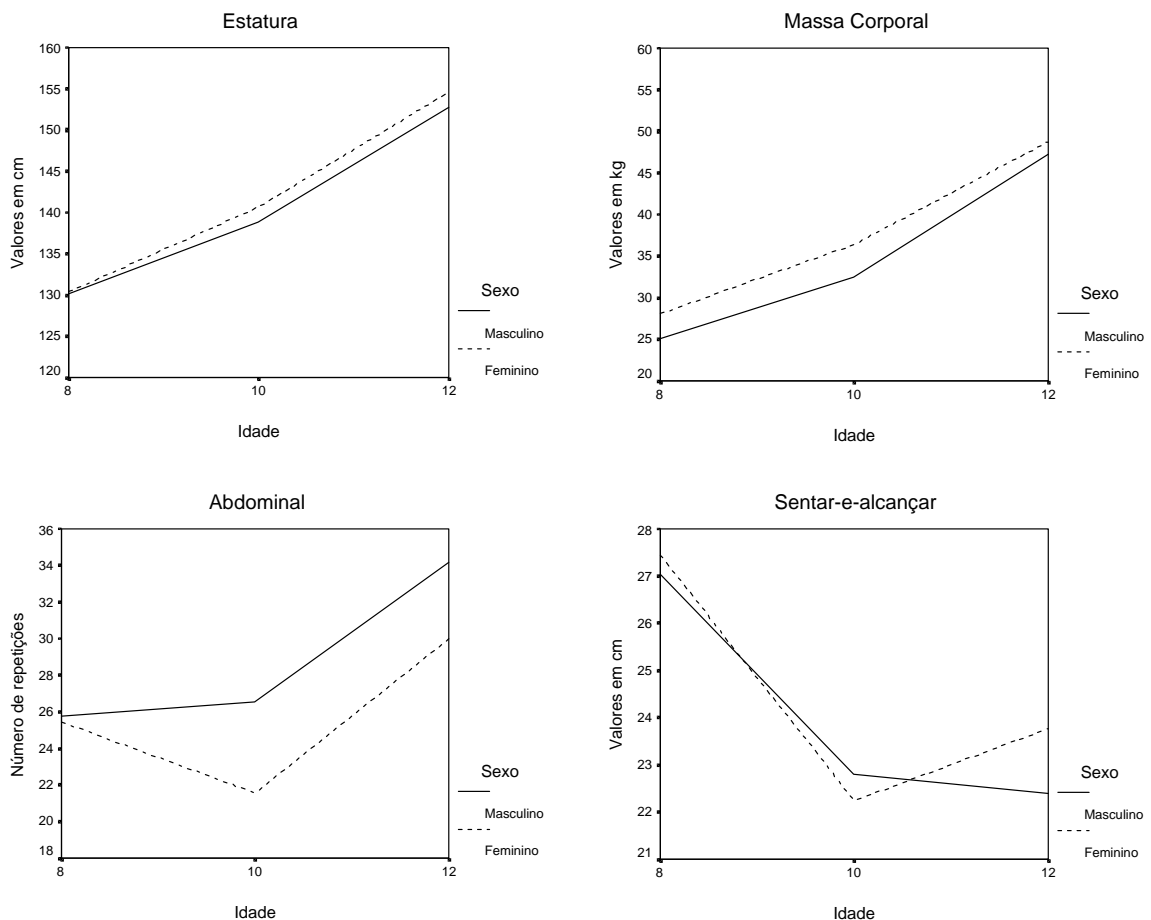 Estatura
160
155
150
145
140
135
130
125
120
Valores em cm
8
10
12
Idade
Sexo
Masculino
Feminino
Massa Corporal
60
55
50
45
40
35
30
25
20
Valores em kg
8
10
12
Idade
Sexo
Masculino
Feminino
Abdominal
36
34
32
30
28
26
24
22
20
18
Número de repetições
8
10
12
Idade
Sexo
Masculino
Feminino
Sentar-e-alcançar
28
27
26
25
24
23
22
21
Valores em cm
8
10
12
Idade
Sexo
Masculino
Feminino